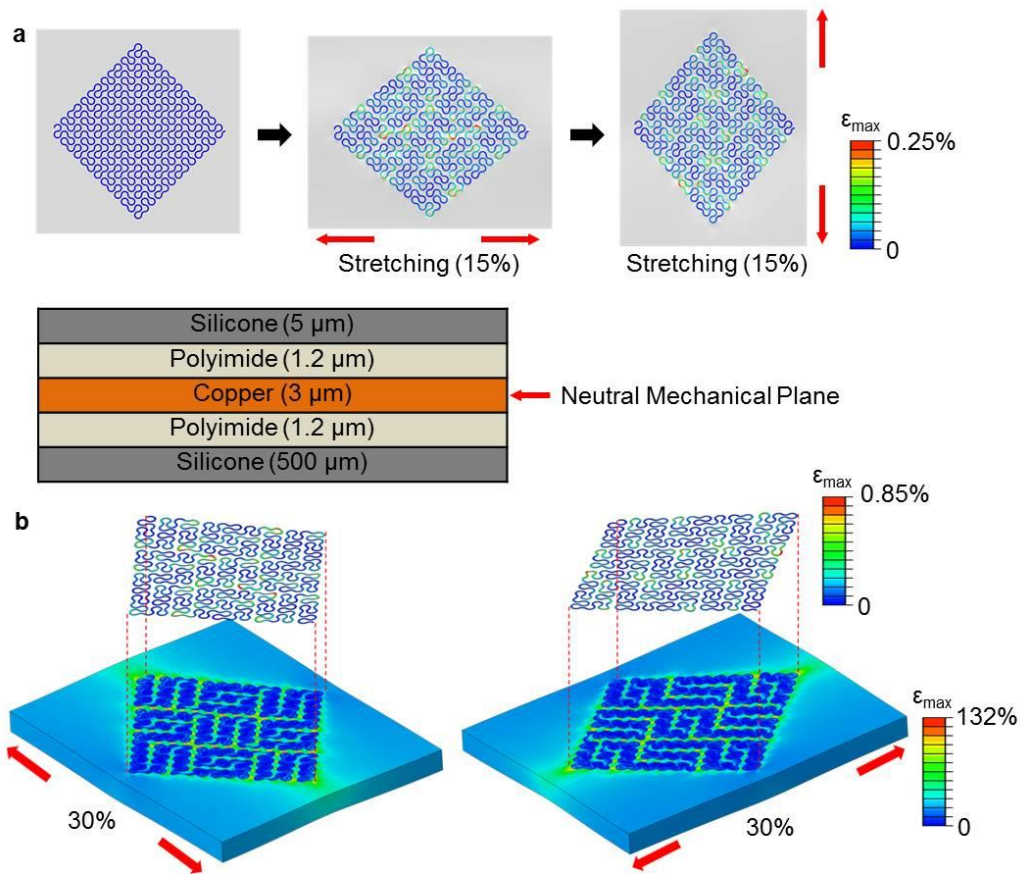 a
Stretching (15%)
Stretching (15%)
εmax
0.25%
0
Silicone (5 µm)
Polyimide (1.2 µm)
Copper (3 µm)
Polyimide (1.2 µm)
Silicone (500 µm)
Neutral Mechanical Plane
b
εmax
0.85%
0
30%
30%
εmax
132%
0